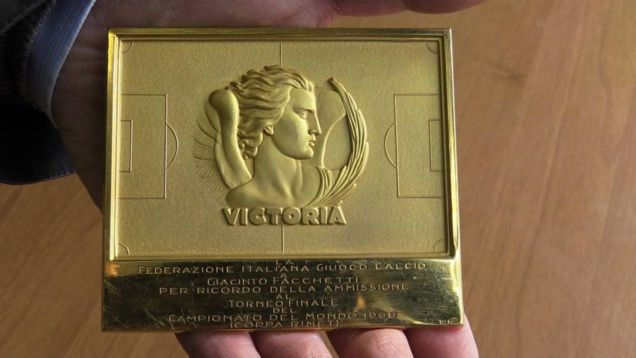 VICTORIA
LA
FEDERAZIONE ITALIANA GIUOCO CALCIO
A
GIACINTO FACCHETTI
PER RICORDO DELLA AMMISSIONE
AL
TORNEO FINALE
DEL
CAMPIONATO DEL MONDO 1966
(COPPA RIMET)